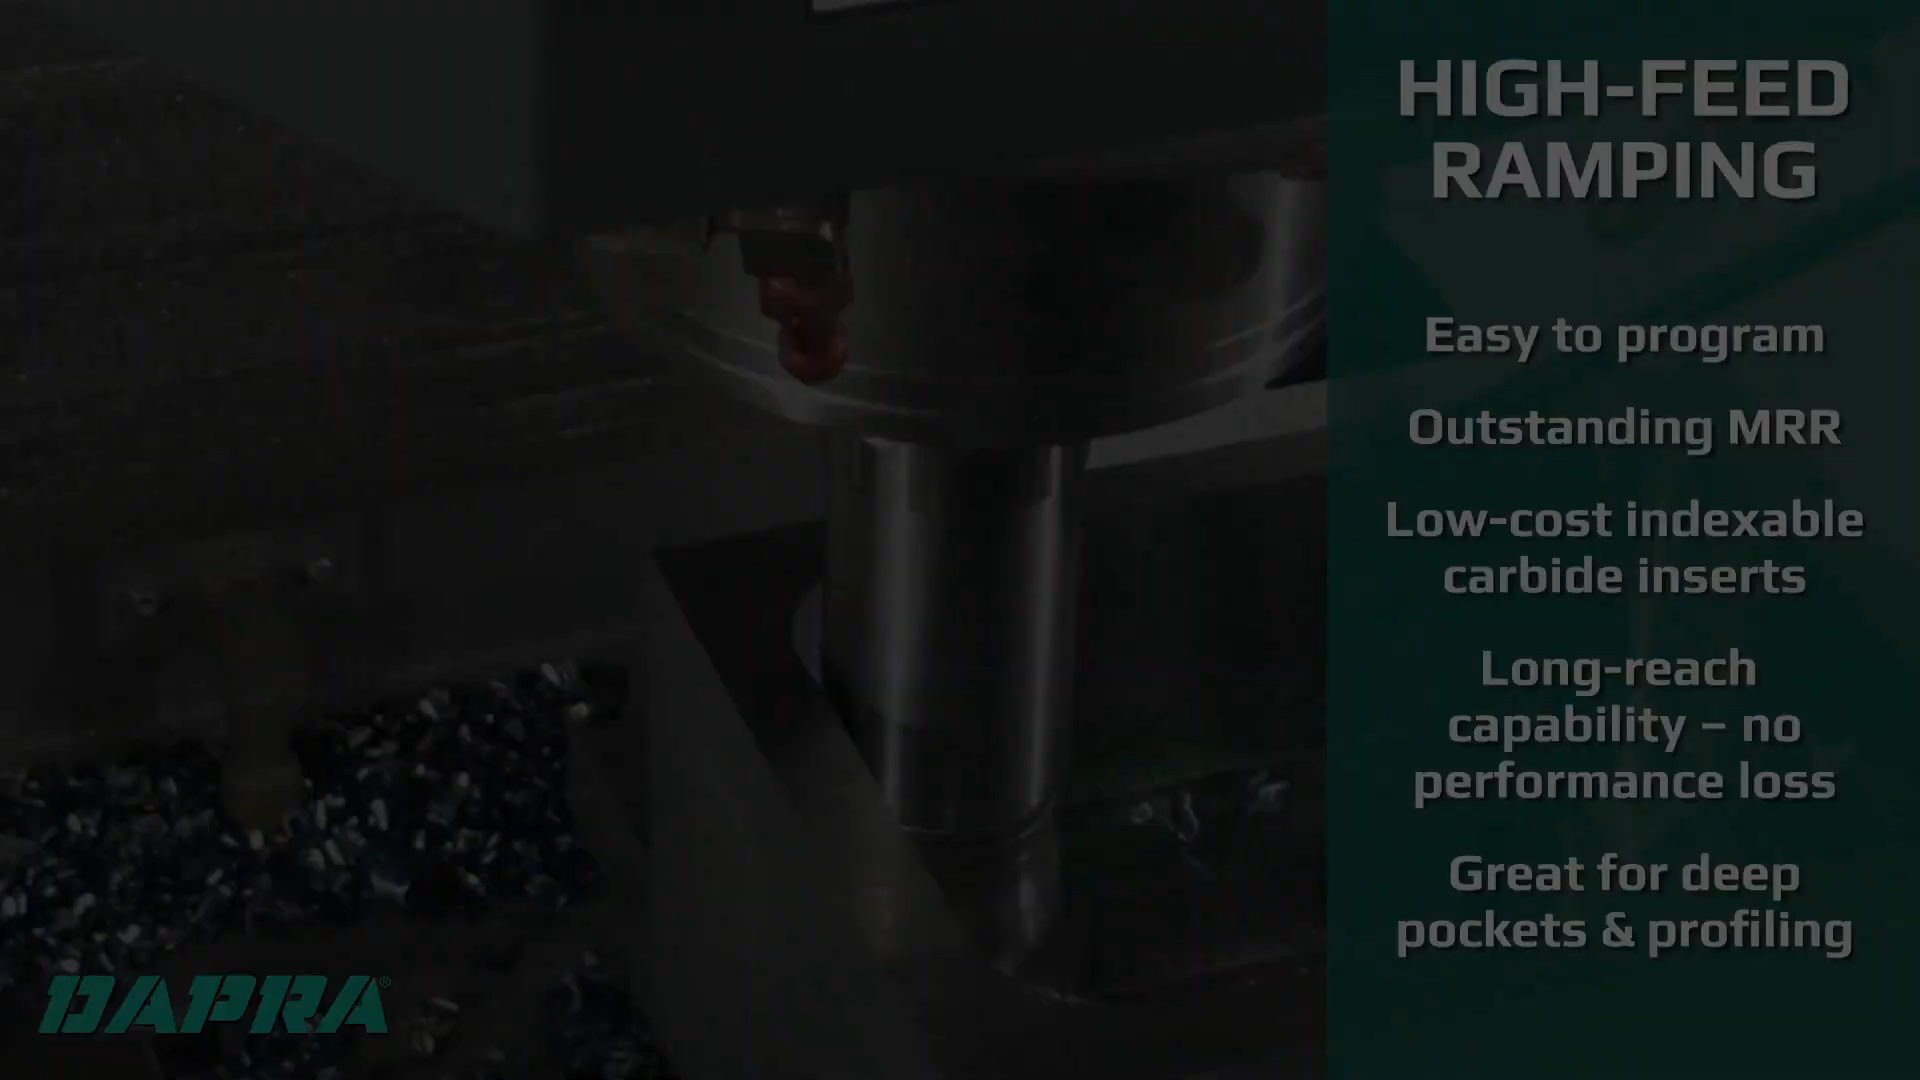 HIGH-FEED
RAMPING
Easy to program
Outstanding MRR
Low-cost indexable
carbide inserts
Long-reach
capability – no
performance loss
Great for deep
pockets & profiling
DAPRA®